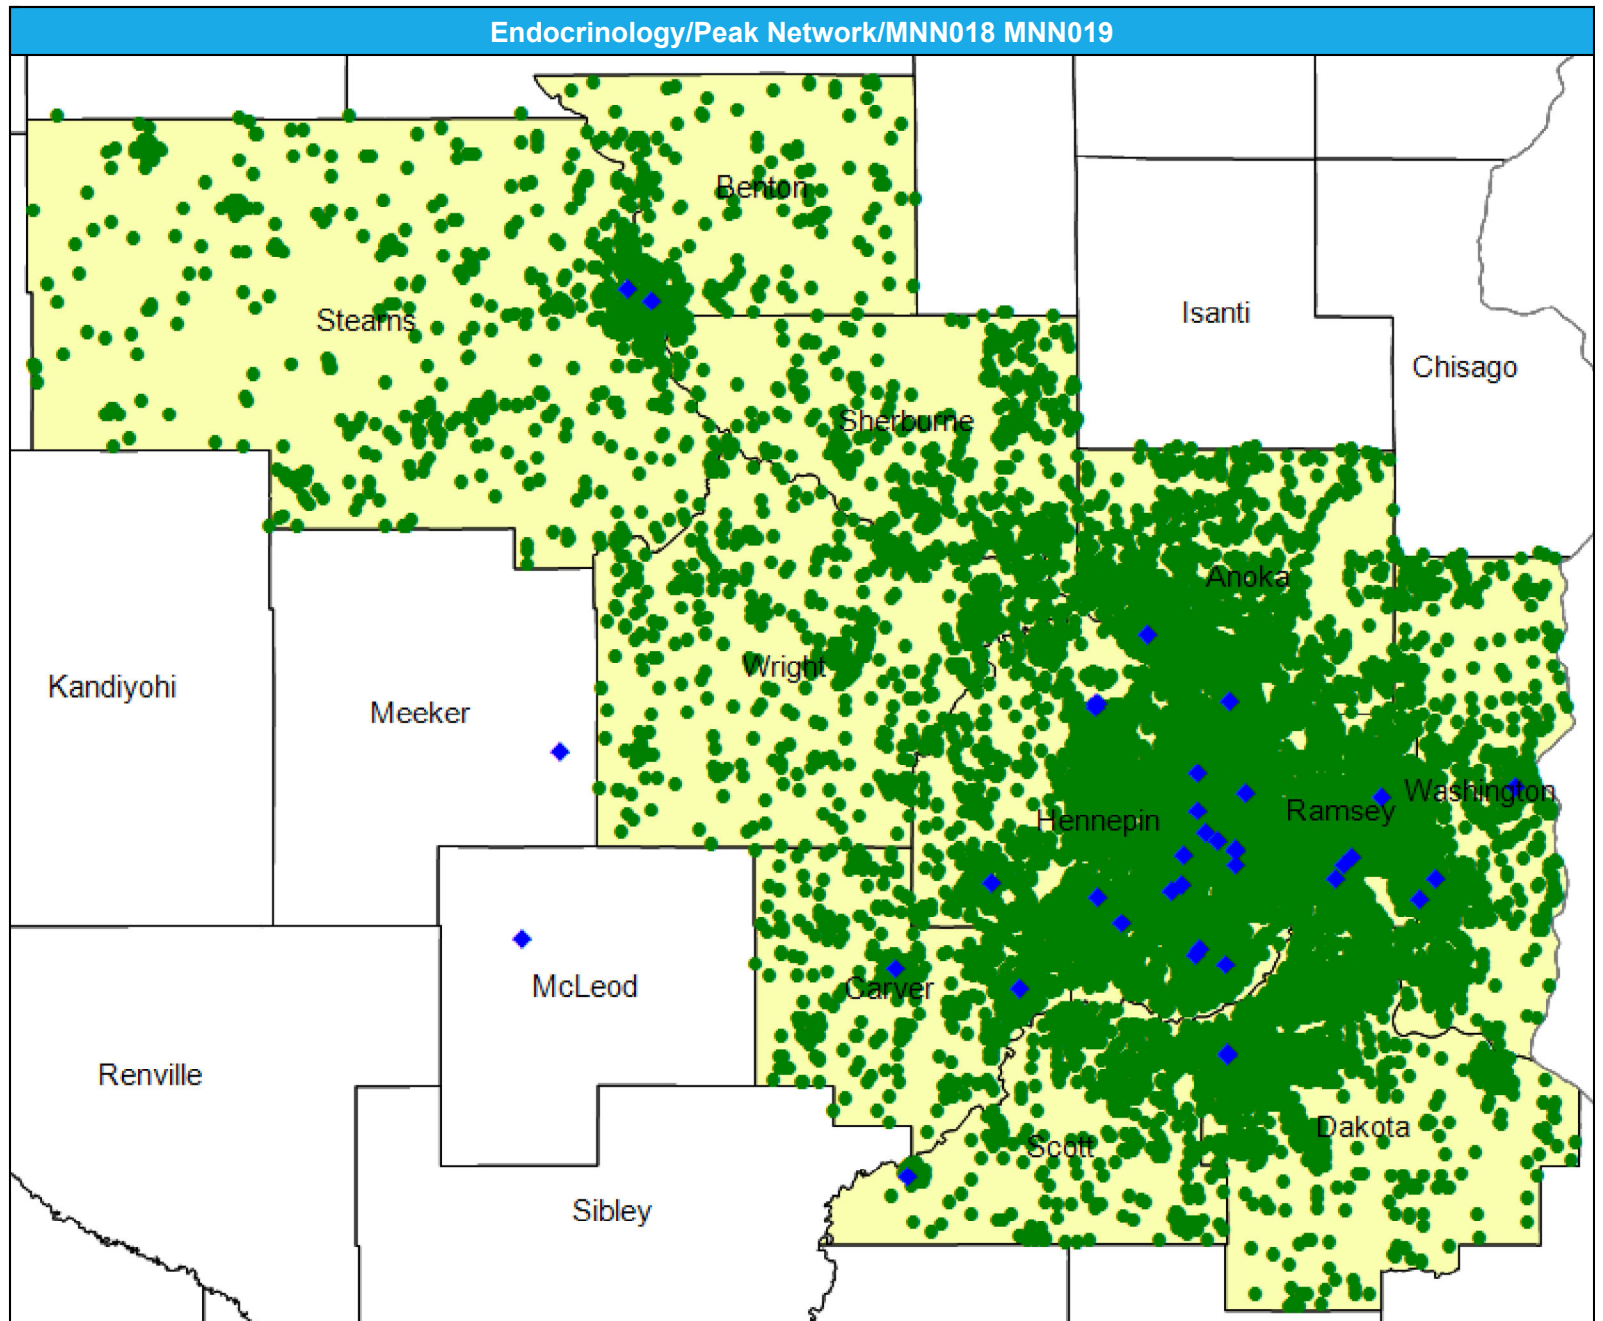 Endocrinology/Peak Network/MNN018 MNN019
Benton
Isanti
Stearns
Chisago
Sherburne
Anoka
Wright
Kandiyohi
Meeker
Washington
Ramsey
Hennepin
McLeod
Carver
Renville
Dakota
Scott
Sibley